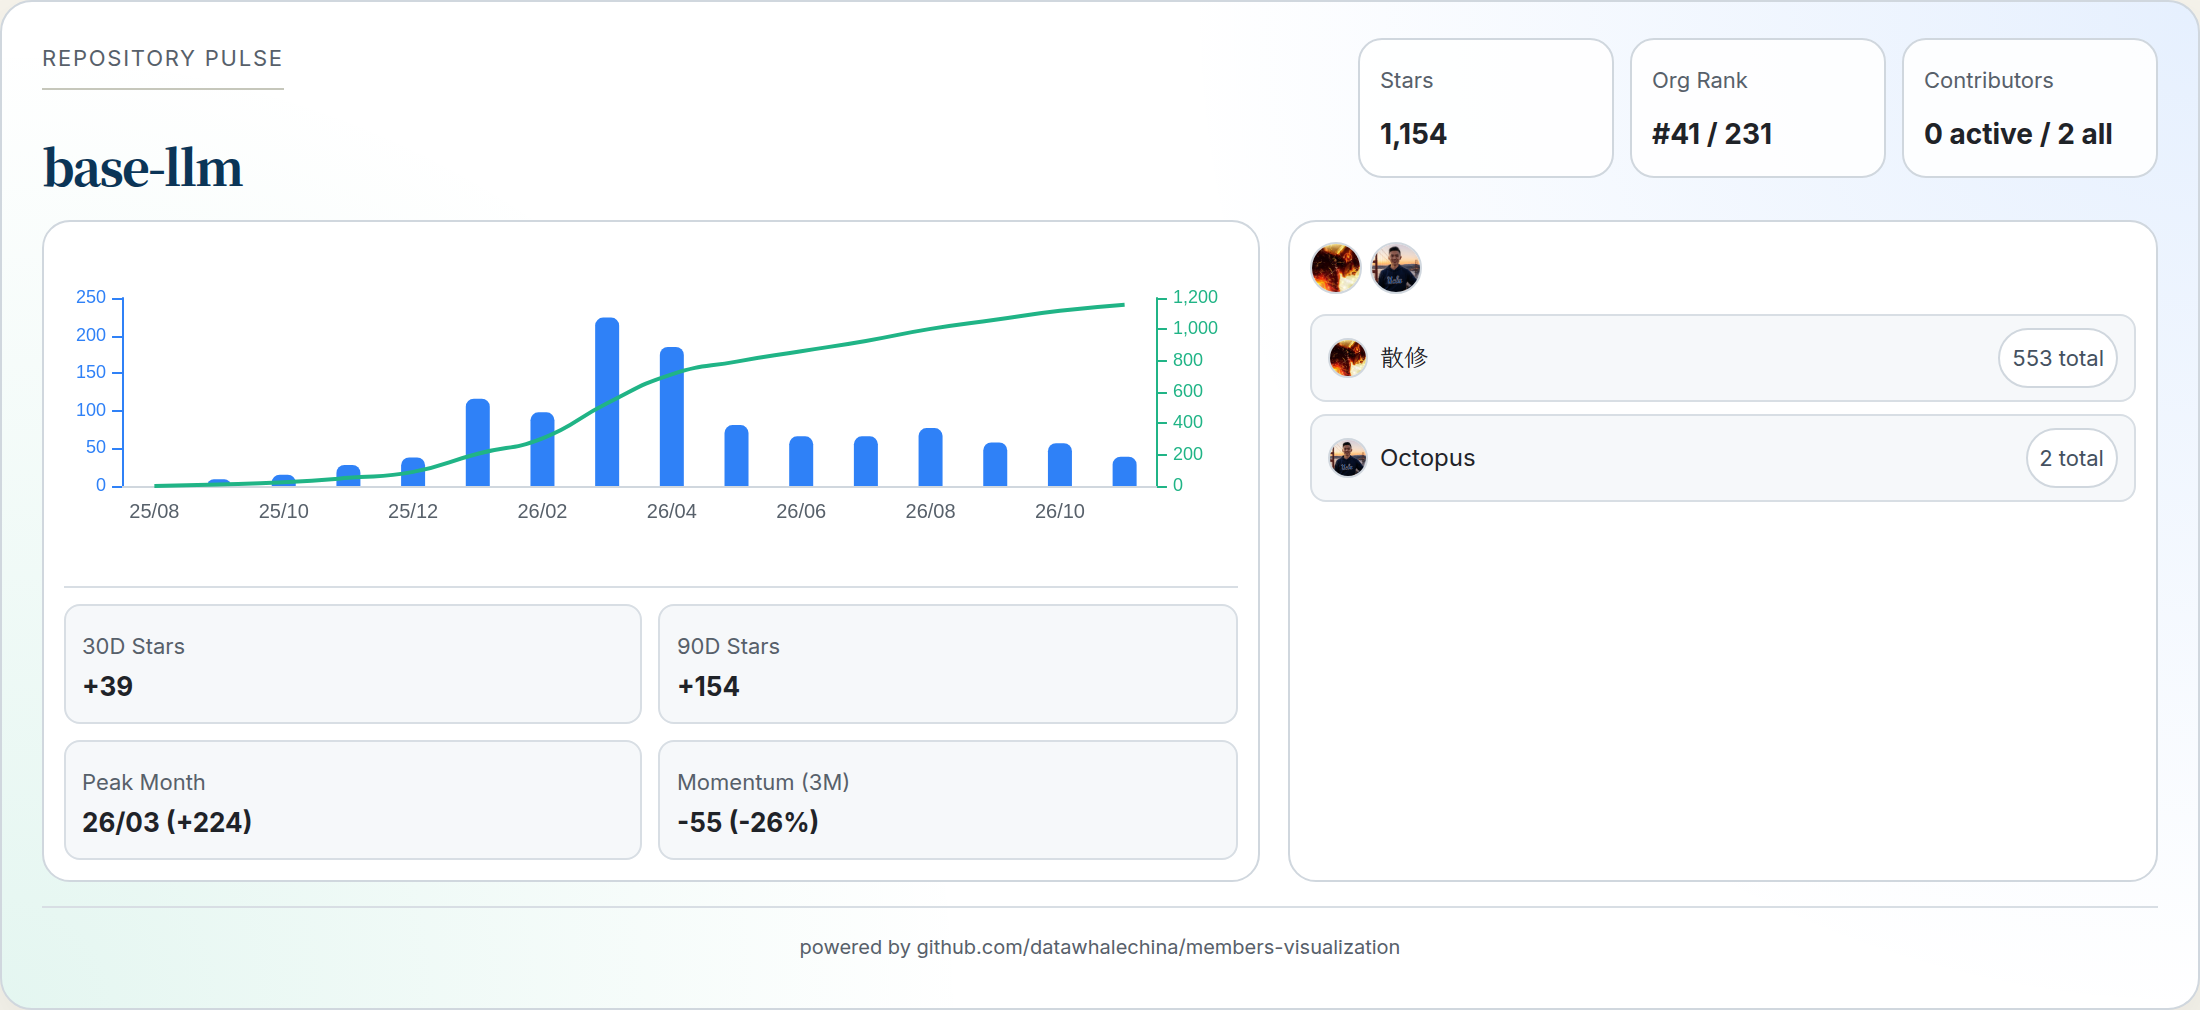 REPOSITORY PULSE
base-llm
Stars
1,154
Org Rank
#41 / 231
Contributors
0 active / 2 all
250
200
150
100
50
0
1,200
1,000
800
600
400
200
0
25/08 25/10 25/12 26/02 26/04 26/06 26/08 26/10
30D Stars
+39
90D Stars
+154
Peak Month
26/03 (+224)
Momentum (3M)
-55 (-26%)
散修 553 total
Octopus 2 total
powered by github.com/datawhalechina/members-visualization